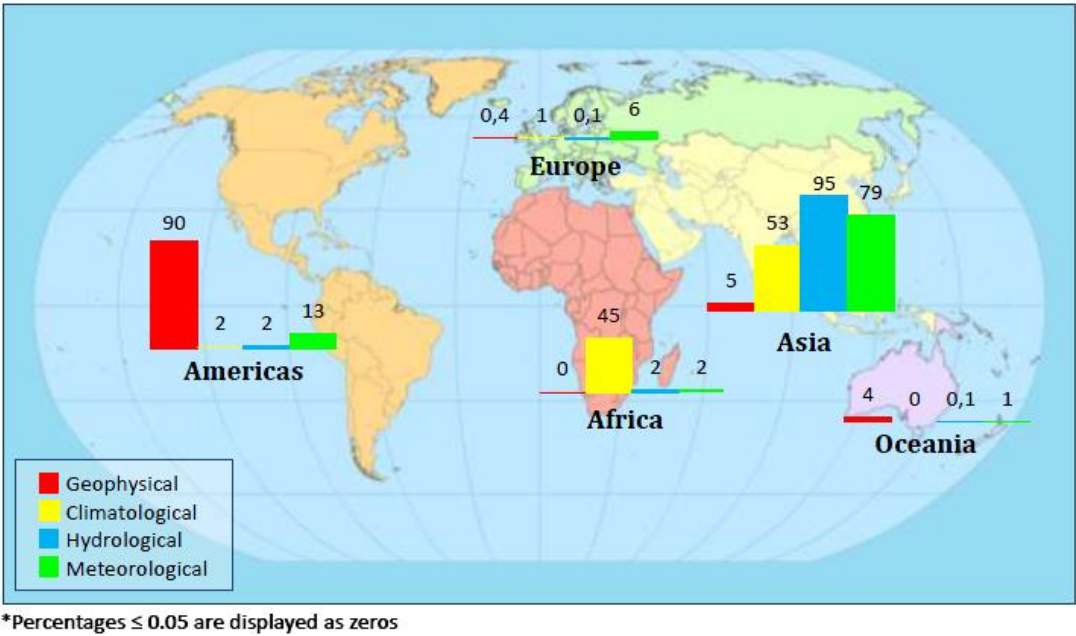 0,4 1 0,1 6
Europe
90 2 2 13
Americas
0 45 2 2
Africa
5 53 95 79
Asia
4 0 0,1 1
Oceania
Geophysical
Climatological
Hydrological
Meteorological
*Percentages ≤ 0.05 are displayed as zeros